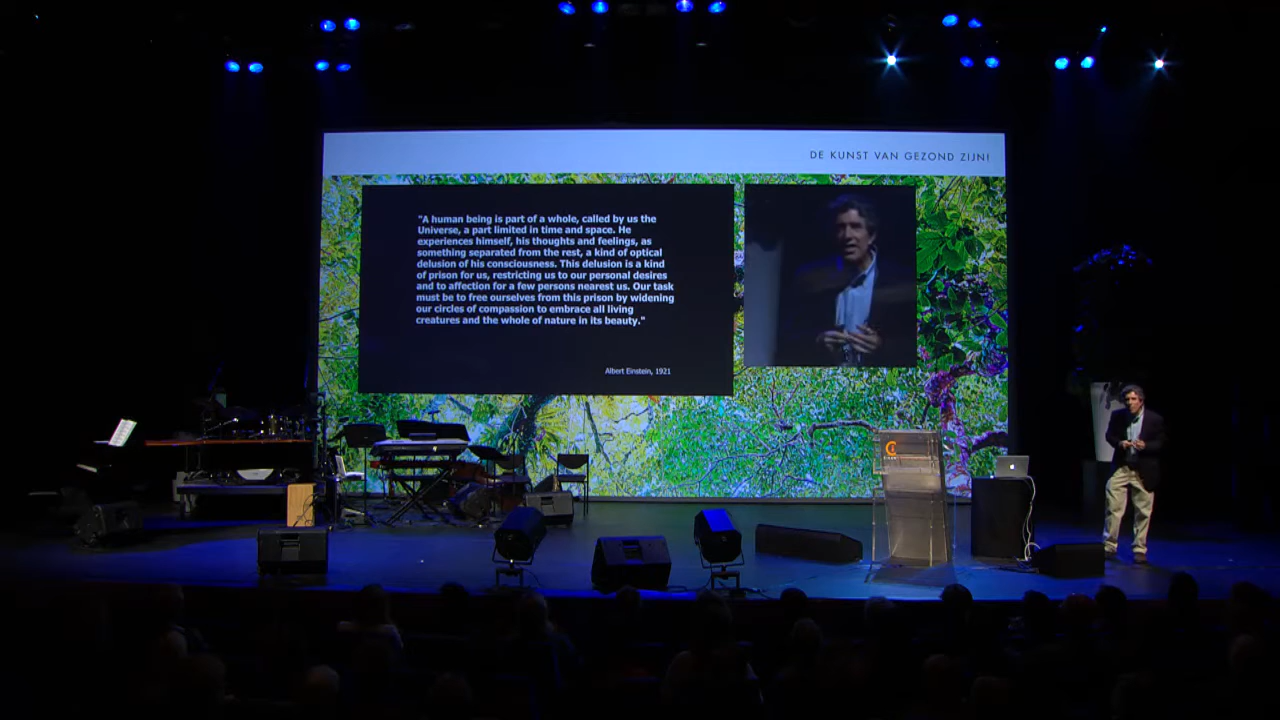 DE KUNST VAN GEZOND ZIJN!
"A human being is part of a whole, called by us the
Universe, a part limited in time and space. He
experiences himself, his thoughts and feelings, as
something separated from the rest, a kind of optical
delusion of his consciousness. This delusion is a kind
of prison for us, restricting us to our personal desires
and to affection for a few persons nearest us. Our task
must be to free ourselves from this prison by widening
our circles of compassion to embrace all living
creatures and the whole of nature in its beauty."
Albert Einstein, 1921